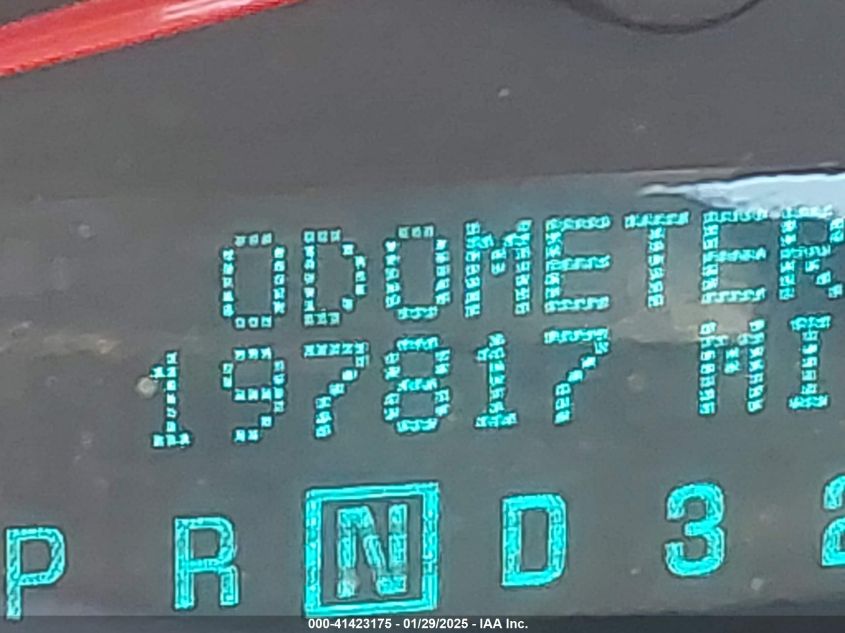 ODOMETER
197817 MI
P R N D 3 2
000-41423175 - 01/29/2025 - IAA Inc.